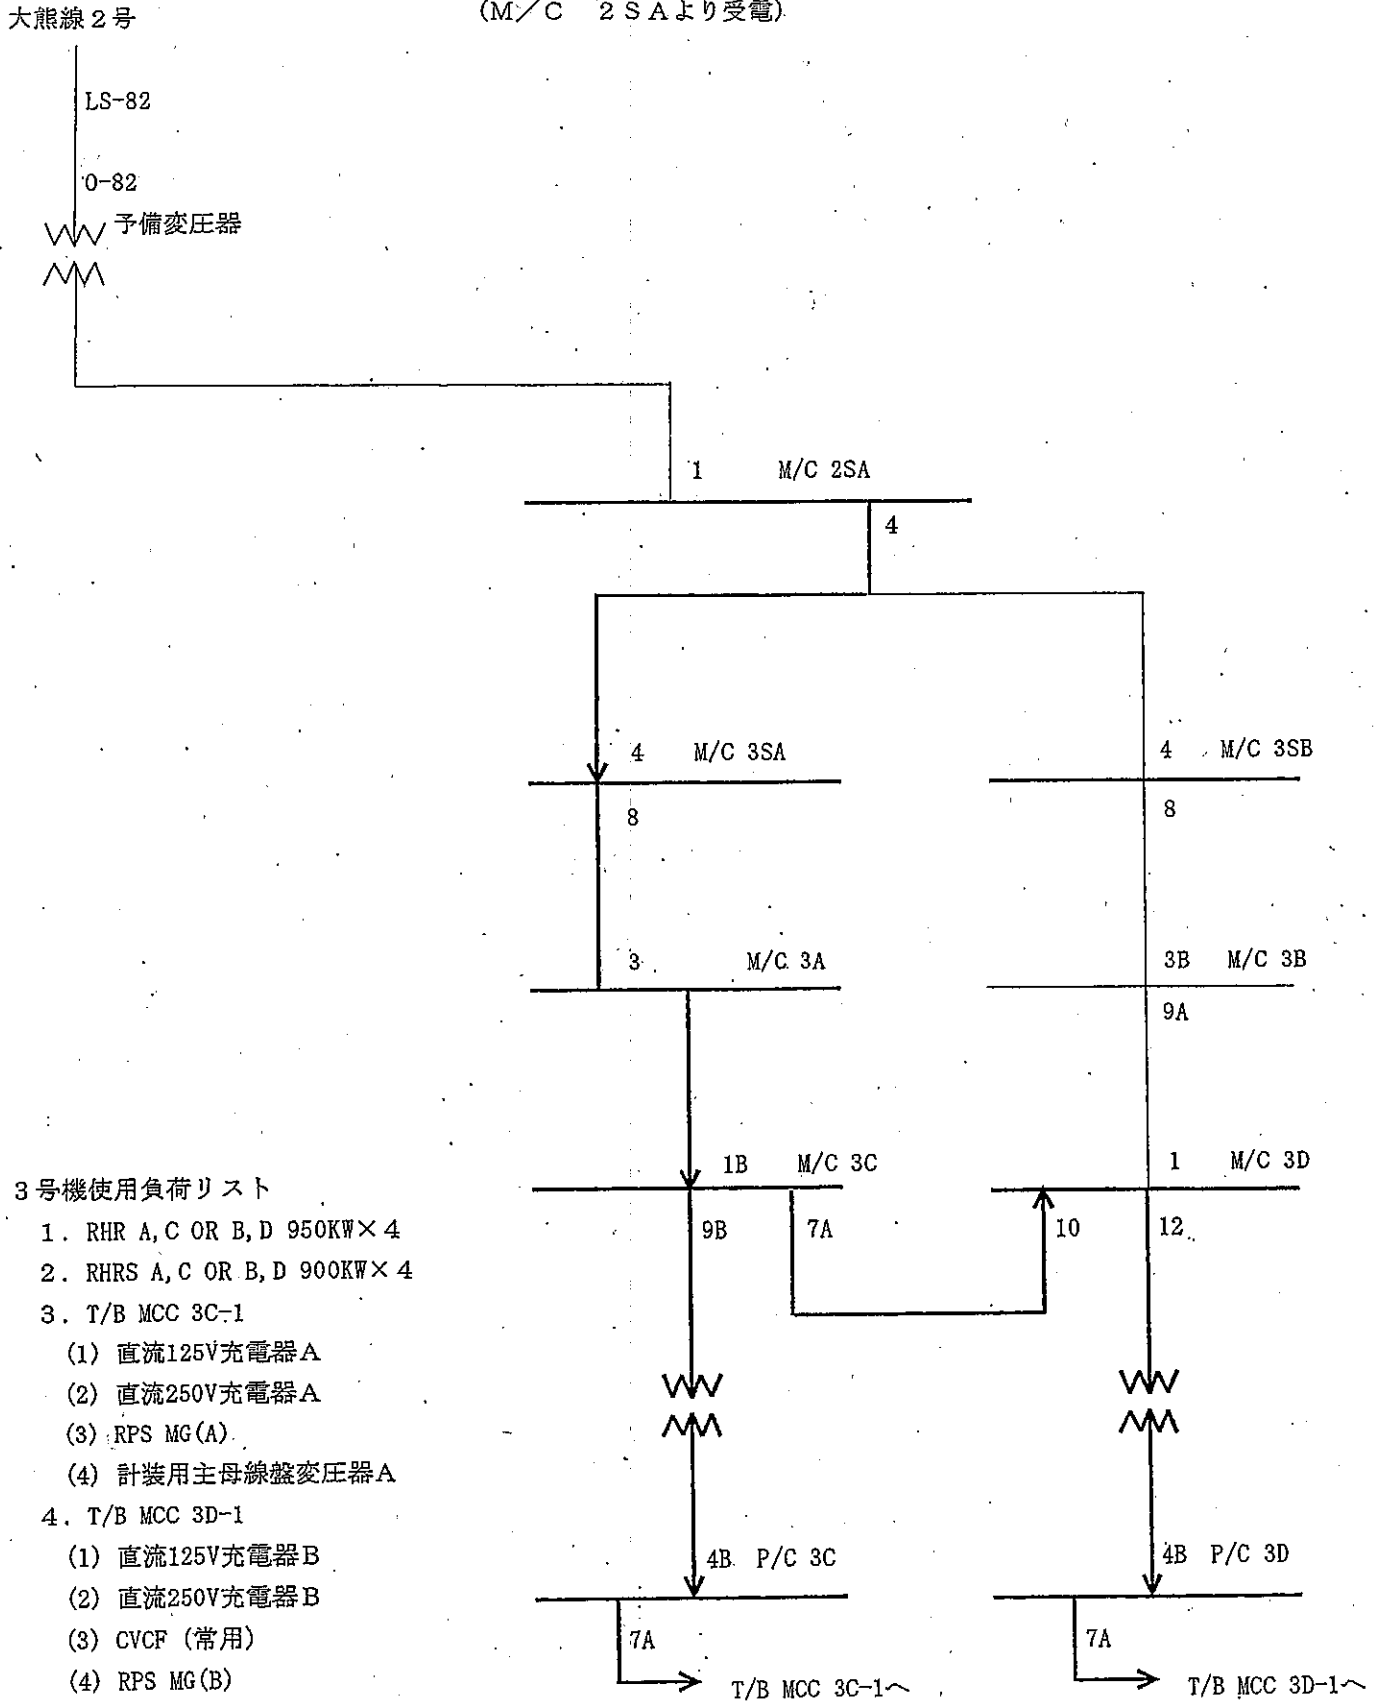 大熊線２号
(M／C　２ＳＡより受電)
LS-82
O-82
予備変圧器
1 M/C 2SA
4
4 M/C 3SA
4 M/C 3SB
8
8
3 M/C 3A
3B M/C 3B
9A
1B M/C 3C
1 M/C 3D
9B 7A
10 12
３号機使用負荷リスト
１. RHR A,C OR B,D 950KW×４
２. RHRS A,C OR B,D 900KW×４
３. T/B MCC 3C-1
(1) 直流125V充電器Ａ
(2) 直流250V充電器Ａ
(3) RPS MG(A)
(4) 計装用主母線盤変圧器Ａ
４. T/B MCC 3D-1
(1) 直流125V充電器Ｂ
(2) 直流250V充電器Ｂ
(3) CVCF (常用)
(4) RPS MG(B)
4B P/C 3C
4B P/C 3D
7A
7A
T/B MCC 3C-1へ
T/B MCC 3D-1へ